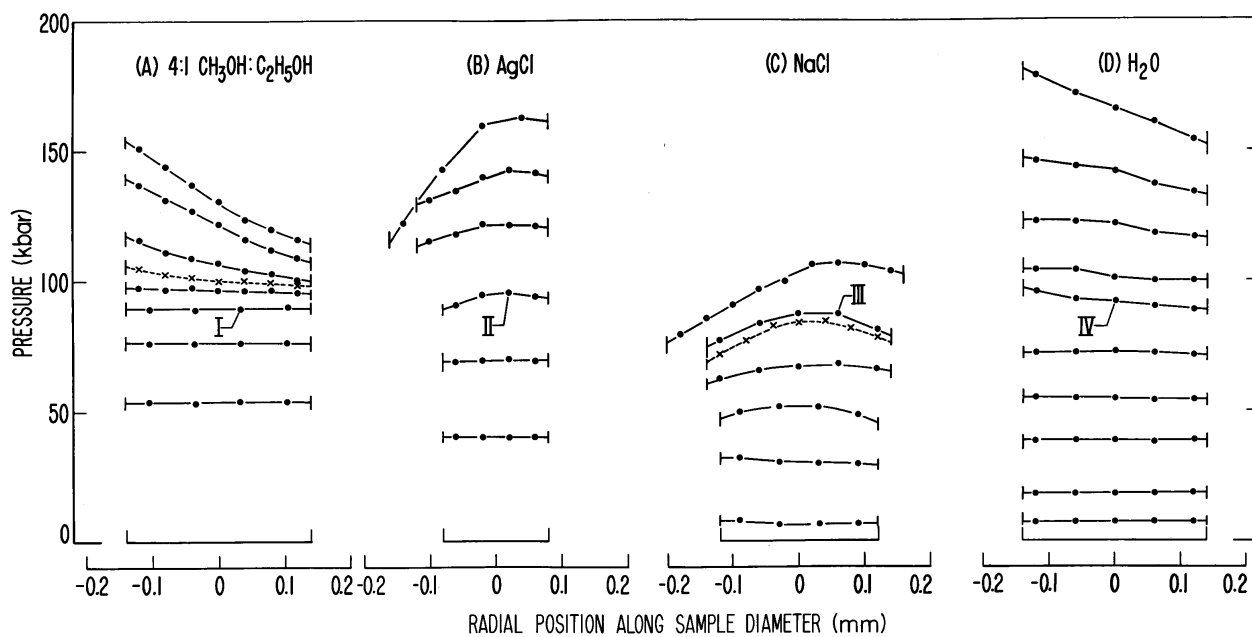 200
150
100
50
0
PRESSURE (kbar)
(A) 4:1 CH₃OH:C₂H₅OH
(B) AgCl
(C) NaCl
(D) H₂O
I
II
III
IV
-0.2 -0.1 0 0.1 0.2
-0.1 0 0.1 0.2
-0.2 -0.1 0 0.1 0.2
-0.2 -0.1 0 0.1 0.2
RADIAL POSITION ALONG SAMPLE DIAMETER (mm)